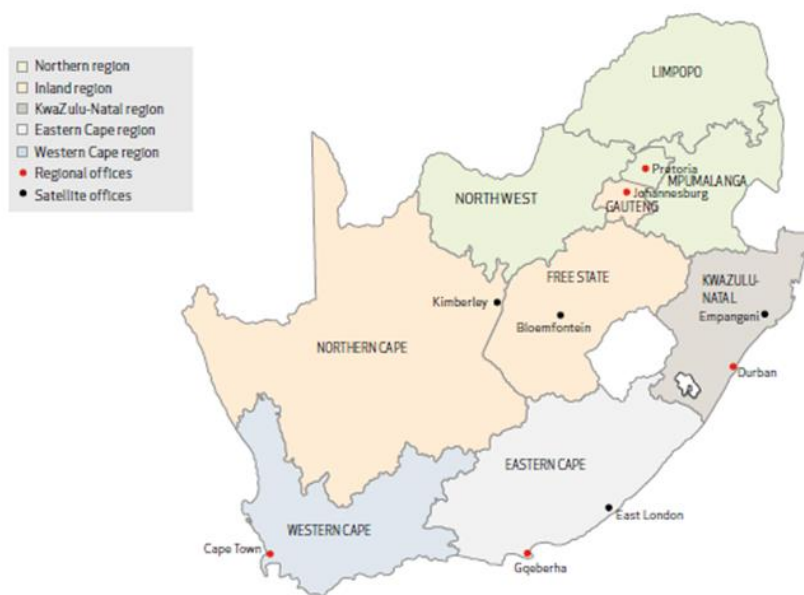 Northern region
Inland region
KwaZulu-Natal region
Eastern Cape region
Western Cape region
Regional offices
Satellite offices
LIMPOPO
Pretoria
MPUMALANGA
NORTH WEST
Johannesburg
GAUTENG
FREE STATE
KWAZULU-
NATAL
Kimberley
Bloemfontein
Empangeni
NORTHERN CAPE
Durban
EASTERN CAPE
East London
WESTERN CAPE
Cape Town
Gqeberha